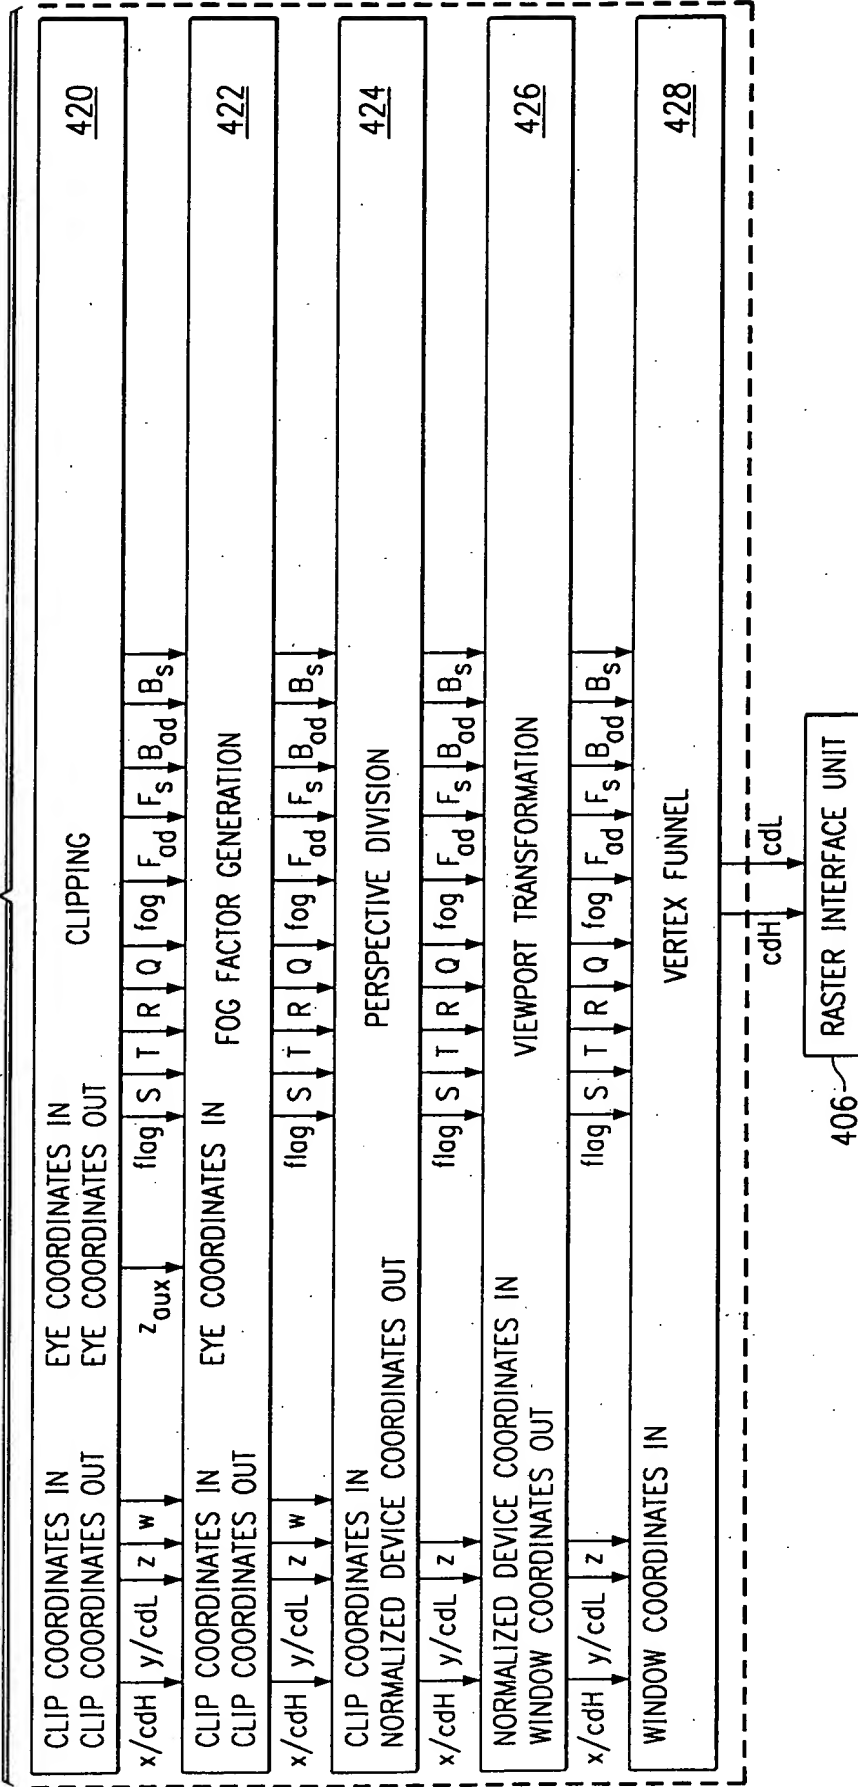 CLIP COORDINATES IN EYE COORDINATES IN
CLIPPING 420
CLIP COORDINATES OUT EYE COORDINATES OUT
x/cdH y/cdL z w z_aux flag S T R Q fog F_ad F_s B_ad B_s
CLIP COORDINATES IN EYE COORDINATES IN
FOG FACTOR GENERATION 422
CLIP COORDINATES OUT
x/cdH y/cdL z w flag S T R Q fog F_ad F_s B_ad B_s
CLIP COORDINATES IN
PERSPECTIVE DIVISION 424
NORMALIZED DEVICE COORDINATES OUT
x/cdH y/cdL z flag S T R Q fog F_ad F_s B_ad B_s
NORMALIZED DEVICE COORDINATES IN
VIEWPORT TRANSFORMATION 426
WINDOW COORDINATES OUT
x/cdH y/cdL z flag S T R Q fog F_ad F_s B_ad B_s
WINDOW COORDINATES IN
VERTEX FUNNEL 428
cdH cdL
406 RASTER INTERFACE UNIT